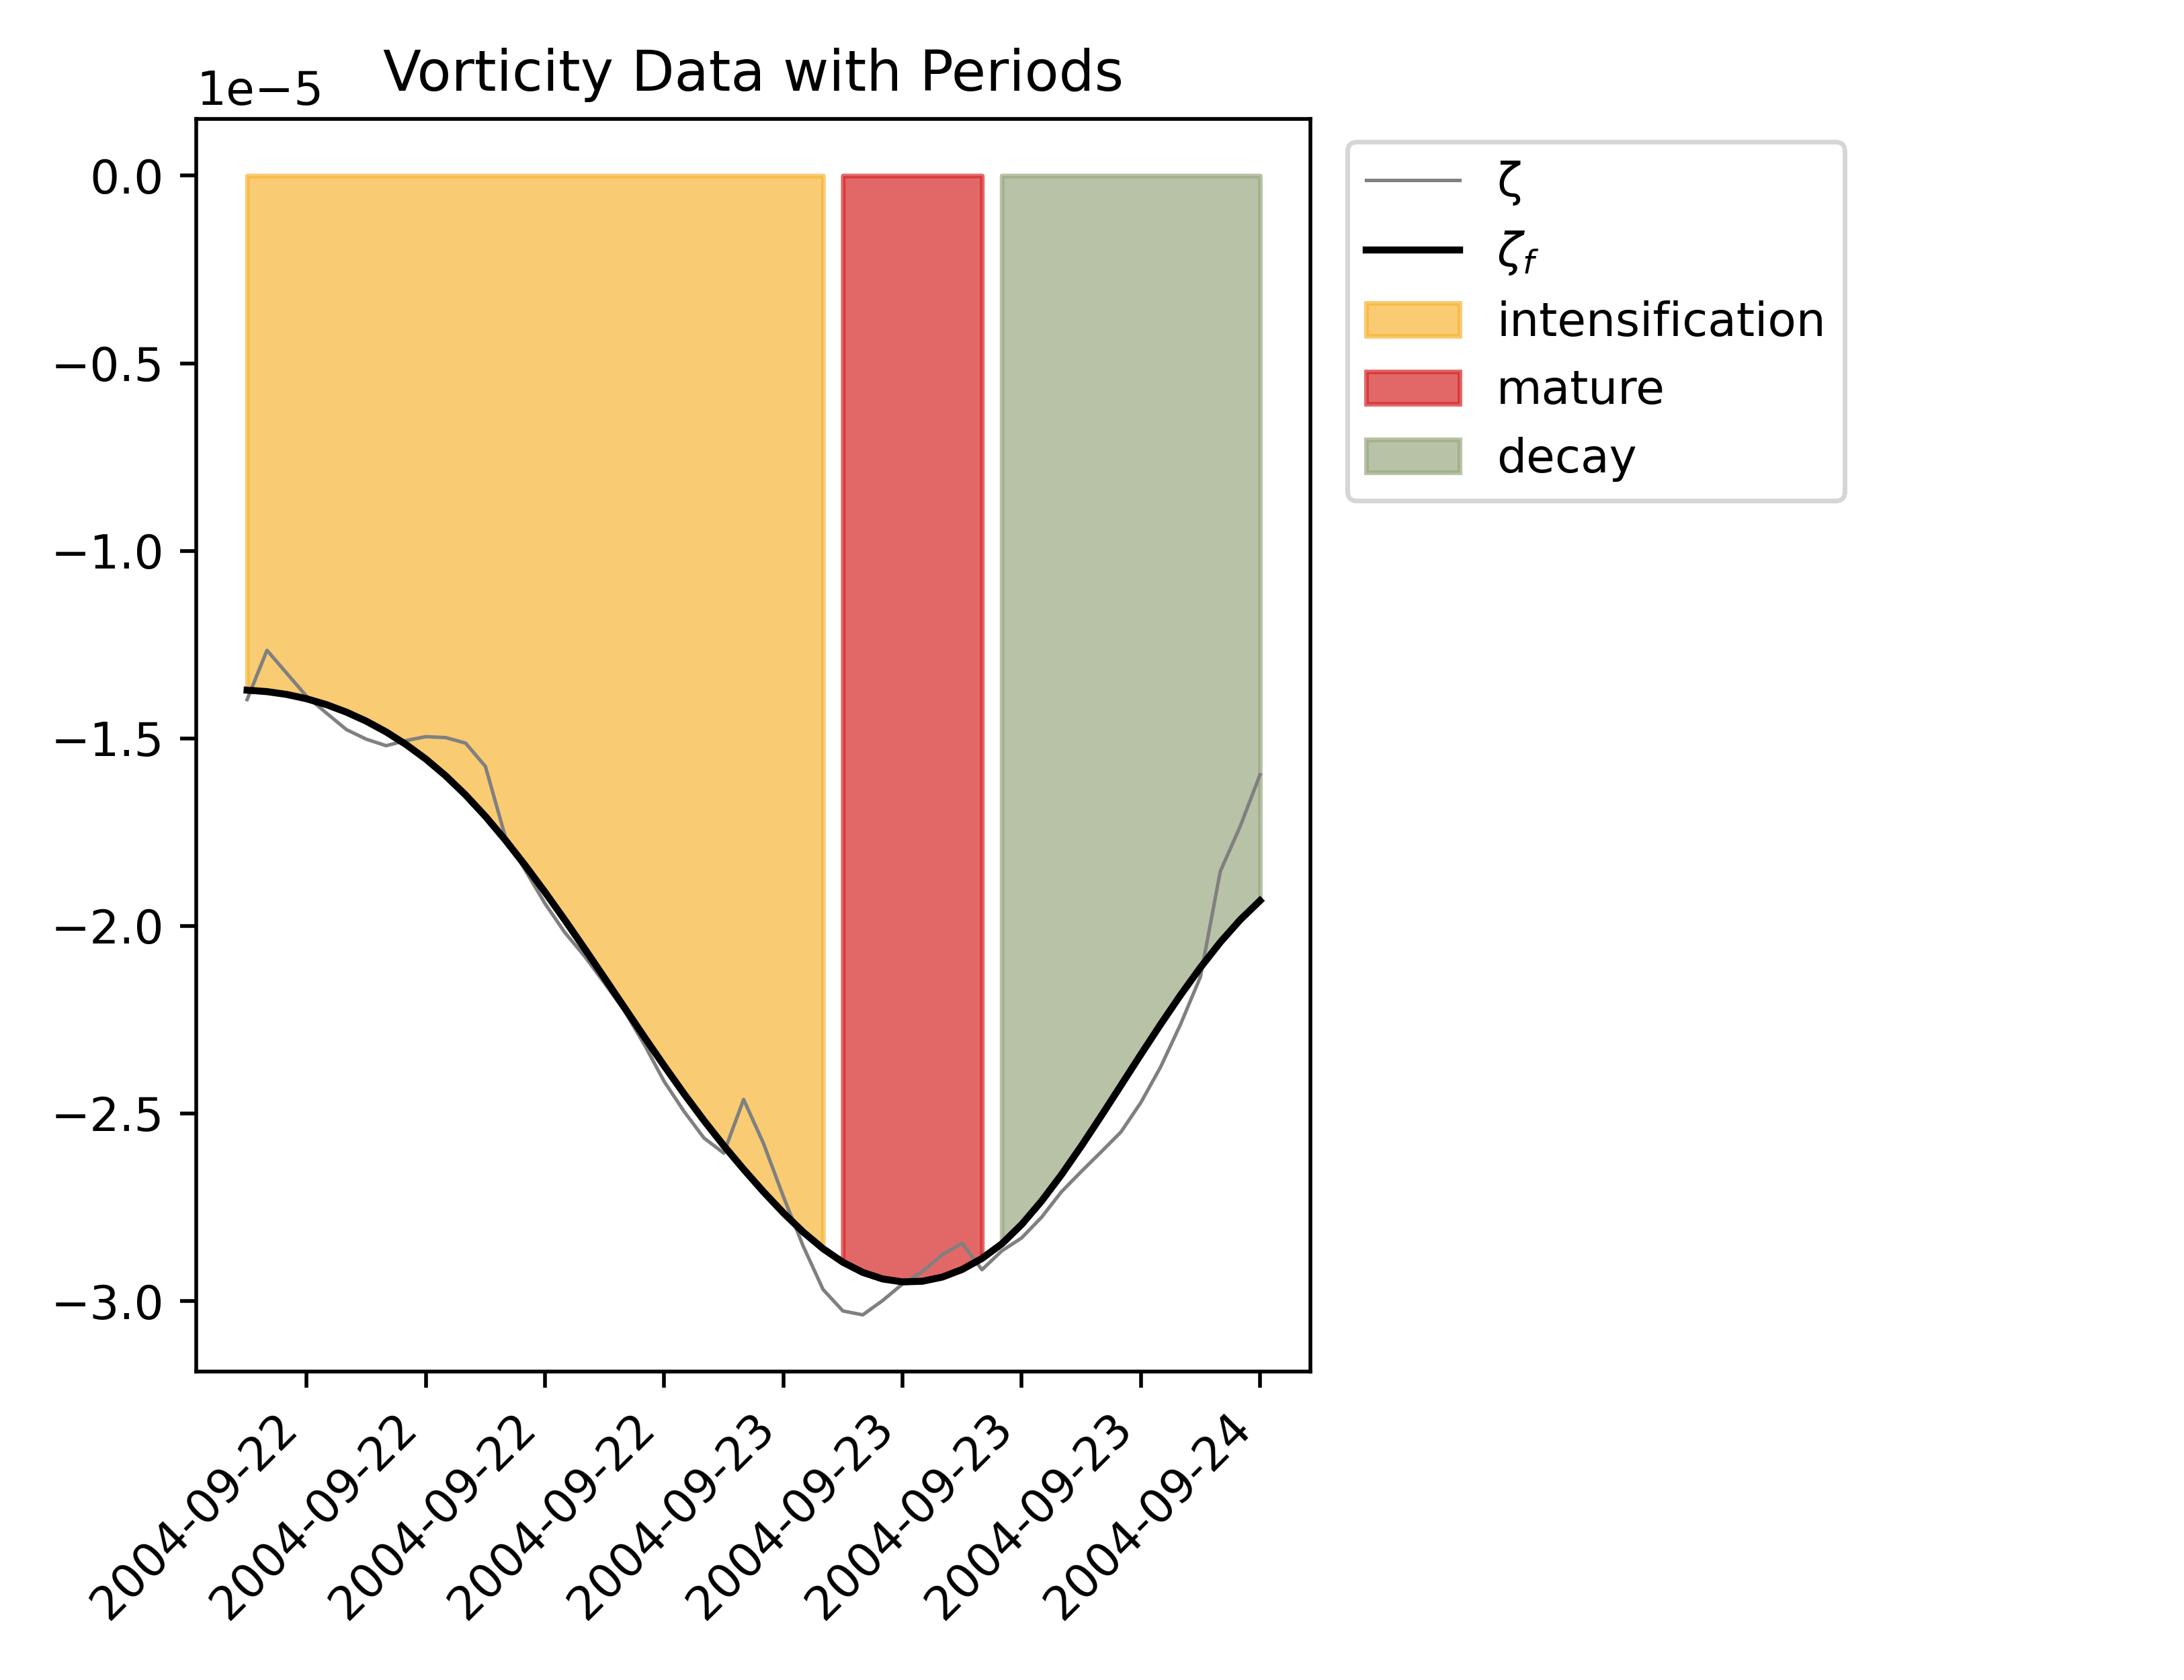 Vorticity Data with Periods
1e−5
0.0
−0.5
−1.0
−1.5
−2.0
−2.5
−3.0
2004-09-22
2004-09-22
2004-09-22
2004-09-22
2004-09-23
2004-09-23
2004-09-23
2004-09-23
2004-09-24
ζ
ζf
intensification
mature
decay